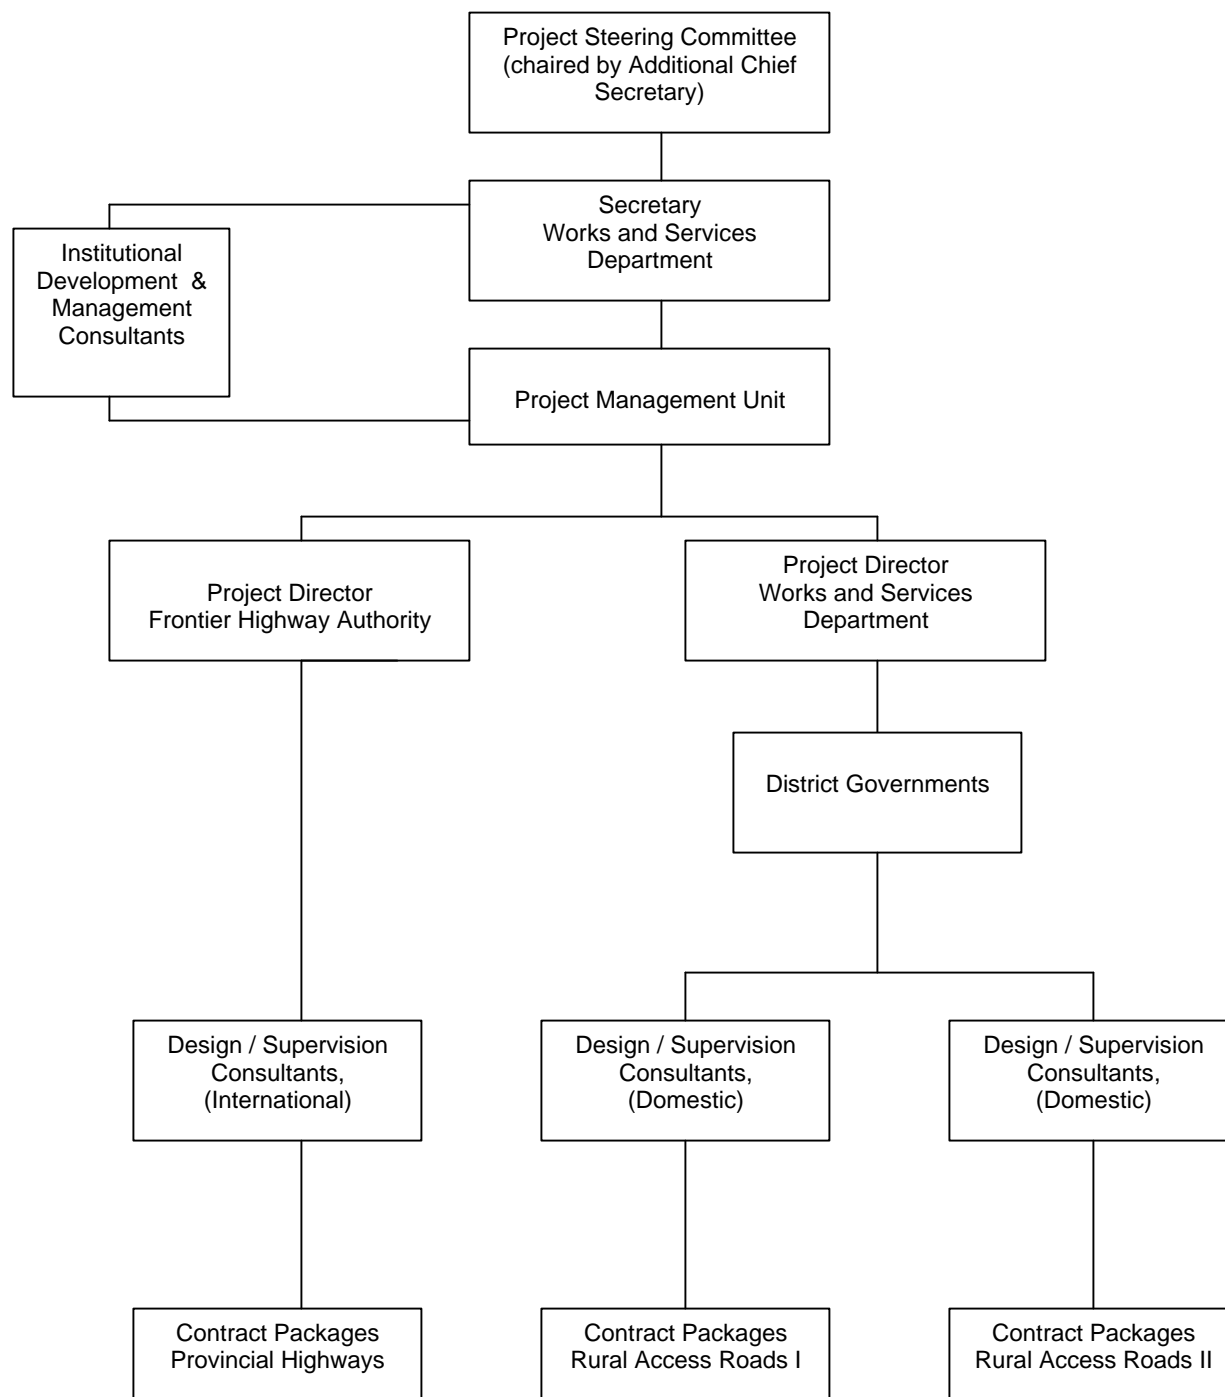 Project Steering Committee
(chaired by Additional Chief
Secretary)
Secretary
Works and Services
Department
Institutional
Development &
Management
Consultants
Project Management Unit
Project Director
Frontier Highway Authority
Project Director
Works and Services
Department
District Governments
Design / Supervision
Consultants,
(International)
Design / Supervision
Consultants,
(Domestic)
Design / Supervision
Consultants,
(Domestic)
Contract Packages
Provincial Highways
Contract Packages
Rural Access Roads I
Contract Packages
Rural Access Roads II